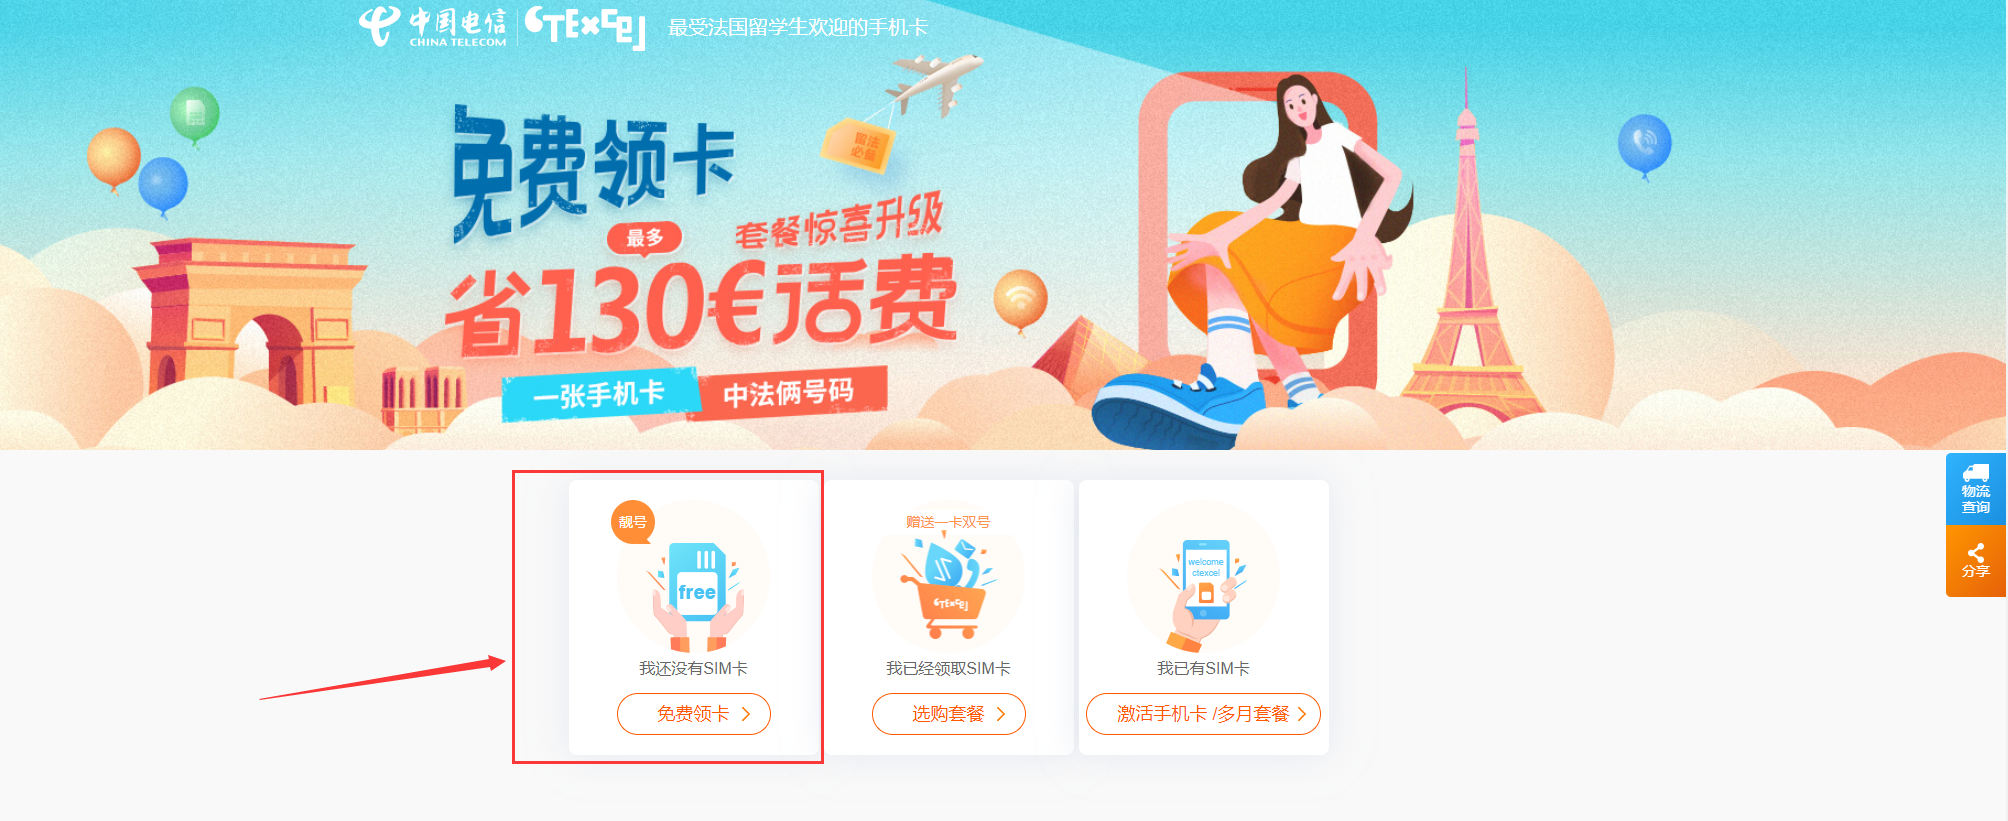 中国电信
CHINA TELECOM
CTExcel
最受法国留学生欢迎的手机卡
留法
必备
免费领卡
套餐惊喜升级
最多
省130€话费
一张手机卡
中法俩号码
物流
查询
分享
靓号
free
我还没有SIM卡
免费领卡
赠送一卡双号
CTExcel
我已经领取SIM卡
选购套餐
welcome
ctexcel
我已有SIM卡
激活手机卡 /多月套餐